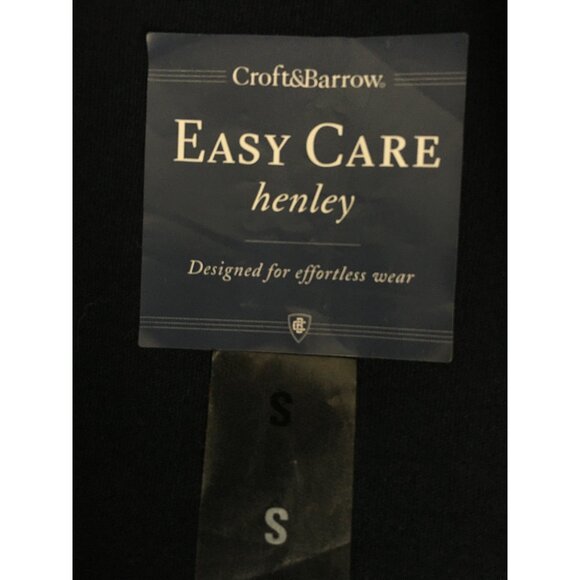 Croft&Barrow®
EASY CARE
henley
Designed for effortless wear
S
S